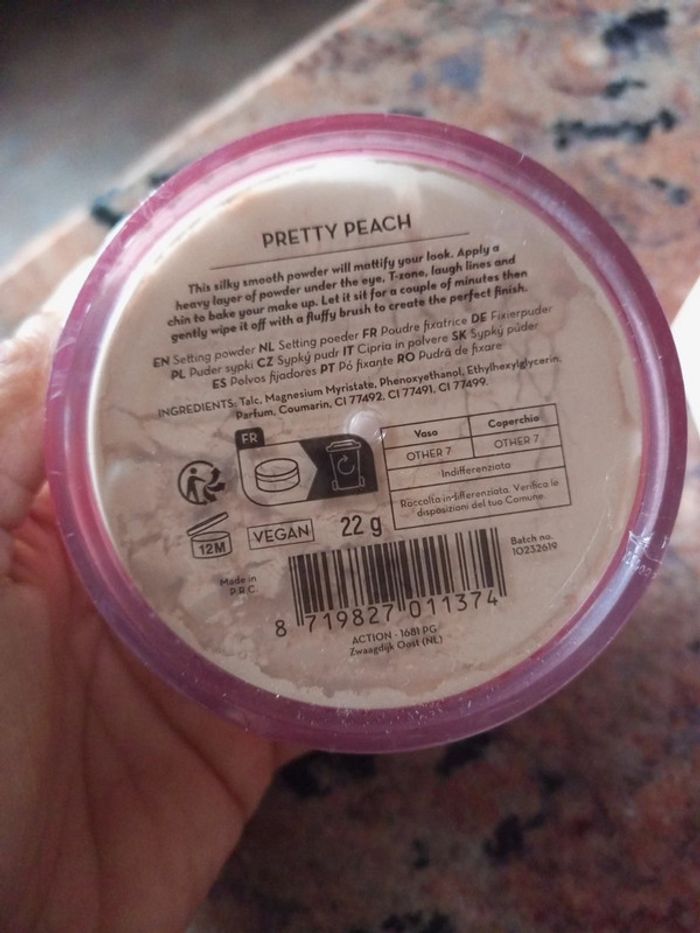 PRETTY PEACH
This silky smooth powder will mattify your look. Apply a
heavy layer of powder under the eye, T-zone, laugh lines and
chin to bake your make up. Let it sit for a couple of minutes then
gently wipe it off with a fluffy brush to create the perfect finish.
EN Setting powder NL Setting poeder FR Poudre fixatrice DE Fixierpuder
PL Puder sypki CZ Sypký pudr IT Cipria in polvere SK Sypký púder
ES Polvos fijadores PT Pó fixante RO Pudră de fixare
INGREDIENTS: Talc, Magnesium Myristate, Phenoxyethanol, Ethylhexylglycerin,
Parfum, Coumarin, CI 77492, CI 77491, CI 77499.
FR
Vaso Coperchio
OTHER 7 OTHER 7
Indifferenziata
Raccolta indifferenziata. Verifica le
disposizioni del tuo Comune.
12M
VEGAN
22 g
Made in
P.R.C.
Batch no.
10232619
8 719827 011374
ACTION - 1681 PG
Zwaagdijk Oost (NL)